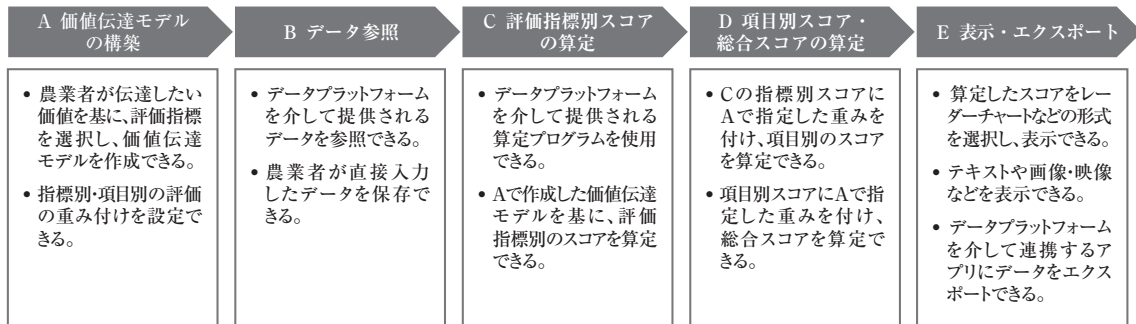 A 価値伝達モデル
の構築
B データ参照
C 評価指標別スコア
の算定
D 項目別スコア・
総合スコアの算定
E 表示・エクスポート
• 農業者が伝達したい
価値を基に、評価指標
を選択し、価値伝達
モデルを作成できる。
• 指標別・項目別の評価
の重み付けを設定で
きる。
• データプラットフォーム
を介して提供される
データを参照できる。
• 農業者が直接入力
したデータを保存で
きる。
• データプラットフォーム
を介して提供される
算定プログラムを使用
できる。
• Aで作成した価値伝達
モデルを基に、評価
指標別のスコアを算定
できる。
• Cの指標別スコアに
Aで指定した重みを
付け、項目別のスコア
を算定できる。
• 項目別スコアにAで指
定した重みを付け、
総合スコアを算定で
きる。
• 算定したスコアをレー
ダーチャートなどの形式
を選択し、表示できる。
• テキストや画像・映像
などを表示できる。
• データプラットフォーム
を介して連携するア
プリにデータをエクス
ポートできる。